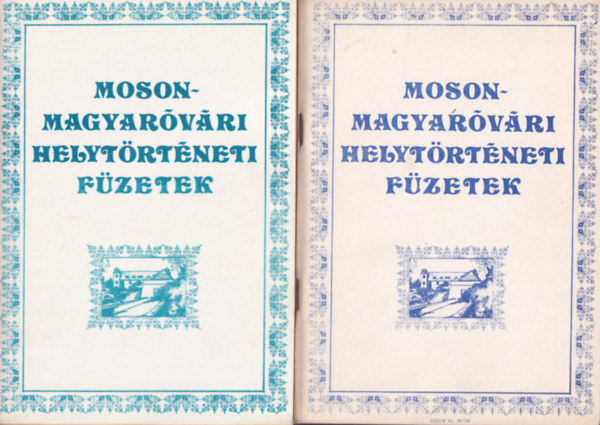 MOSON-
MAGYARÓVÁRI
HELYTÖRTÉNETI
FÜZETEK
MOSON-
MAGYARÓVÁRI
HELYTÖRTÉNETI
FÜZETEK